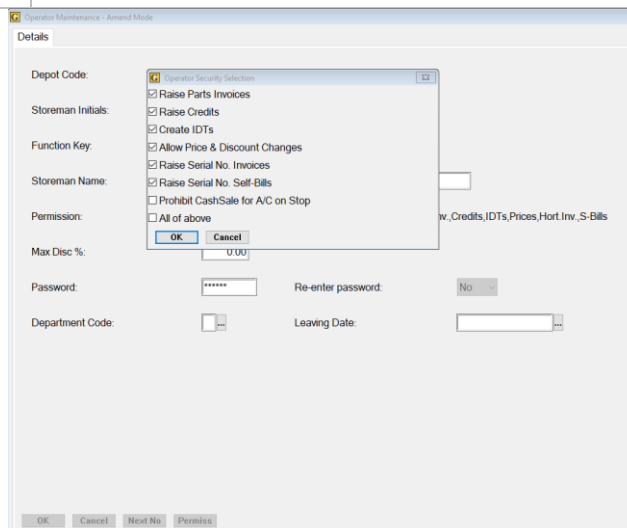 G Operator Maintenance - Amend Mode
Details
Depot Code:
G Operator Security Selection
Raise Parts Invoices
Storeman Initials:
Raise Credits
Create IDTs
Function Key:
Allow Price & Discount Changes
Raise Serial No. Invoices
Storeman Name:
Raise Serial No. Self-Bills
Prohibit CashSale for A/C on Stop
Permission:
All of above
,Credits,IDTs,Prices,Hort.Inv.,S-Bills
OK Cancel
Max Disc %: 0.00
Password: ****** Re-enter password: No
Department Code: ... Leaving Date: ...
OK Cancel Next No Permiss